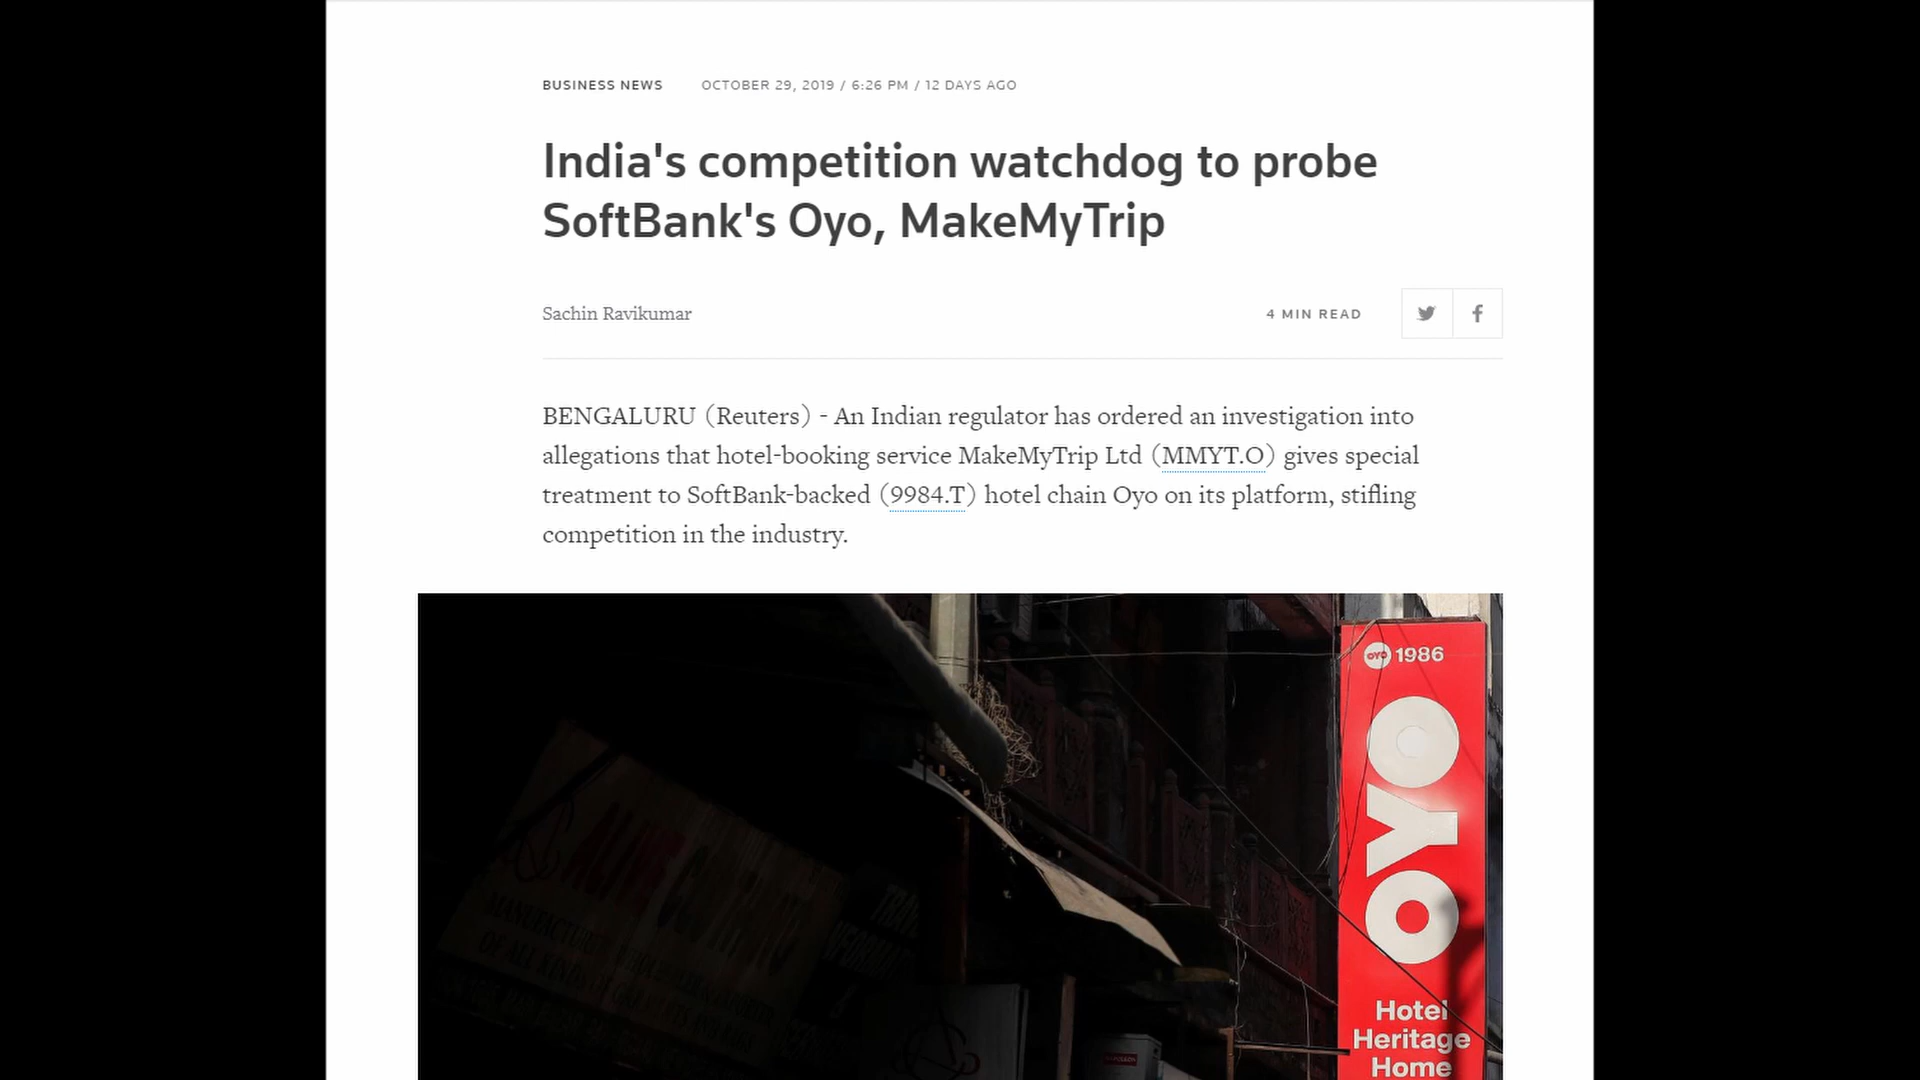 BUSINESS NEWS OCTOBER 29, 2019 / 6:26 PM / 12 DAYS AGO
India's competition watchdog to probe
SoftBank's Oyo, MakeMyTrip
Sachin Ravikumar
4 MIN READ
BENGALURU (Reuters) - An Indian regulator has ordered an investigation into
allegations that hotel-booking service MakeMyTrip Ltd (MMYT.O) gives special
treatment to SoftBank-backed (9984.T) hotel chain Oyo on its platform, stifling
competition in the industry.
OYO 1986
OYO
Hotel
Heritage
Home